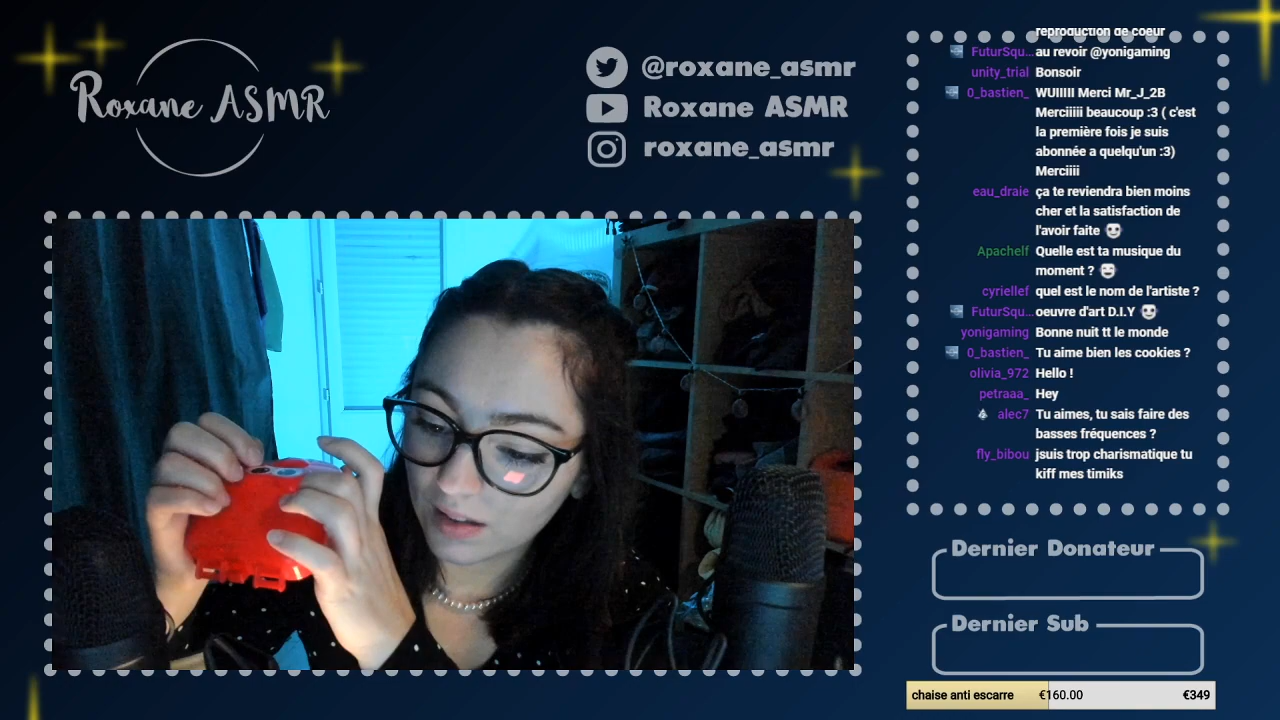 Roxane ASMR
@roxane_asmr
Roxane ASMR
roxane_asmr
reproduction de coeur
FuturSqu... au revoir @yonigaming
unity_trial Bonsoir
0_bastien_ WUIIIII Merci Mr_J_2B
Merciiiii beaucoup :3 ( c'est
la première fois je suis
abonnée a quelqu'un :3)
Merciiii
eau_draie ça te reviendra bien moins
cher et la satisfaction de
l'avoir faite
Apachelf Quelle est ta musique du
moment ?
cyriellef quel est le nom de l'artiste ?
FuturSqu... oeuvre d'art D.I.Y
yonigaming Bonne nuit tt le monde
0_bastien_ Tu aime bien les cookies ?
olivia_972 Hello !
petraaa_ Hey
alec7 Tu aimes, tu sais faire des
basses fréquences ?
fly_bibou jsuis trop charismatique tu
kiff mes timiks
Dernier Donateur
Dernier Sub
chaise anti escarre €160.00 €349